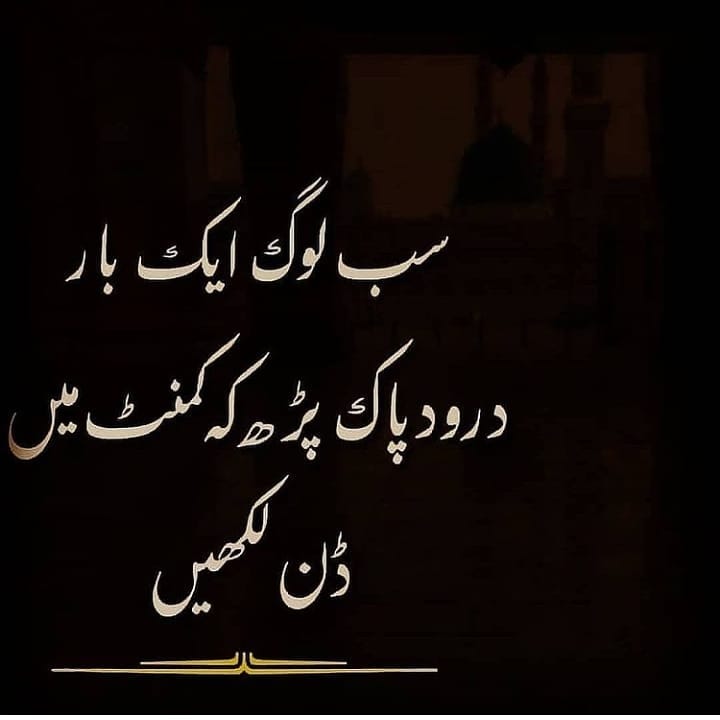 سب لوگ ایک بار
درود پاک پڑھ کہ کمنٹ میں
ڈن لکھیں